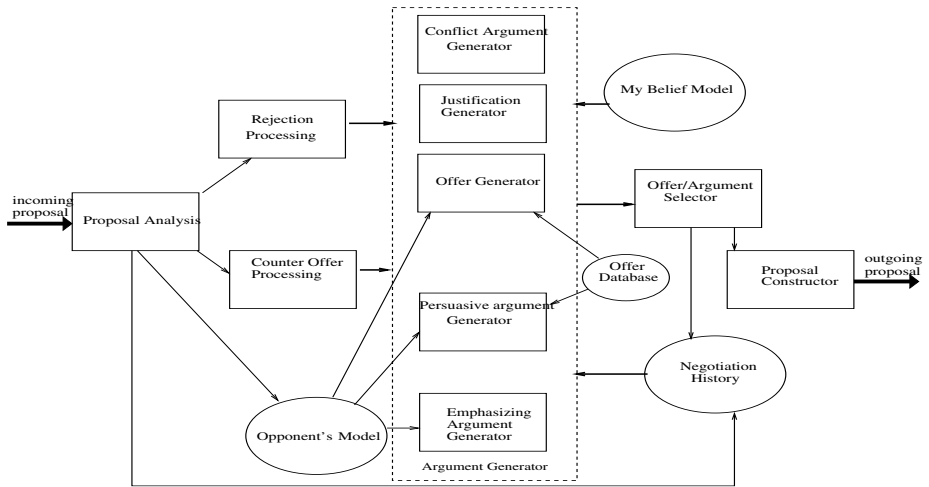 Conflict Argument
Generator
My Belief Model
Justification
Generator
Rejection
Processing
Offer Generator
Offer/Argument
Selector
incoming
proposal
Proposal Analysis
Counter Offer
Processing
Offer
Database
Proposal
Constructor
outgoing
proposal
Persuasive argument
Generator
Negotiation
History
Emphasizing
Argument
Generator
Opponent's Model
Argument Generator